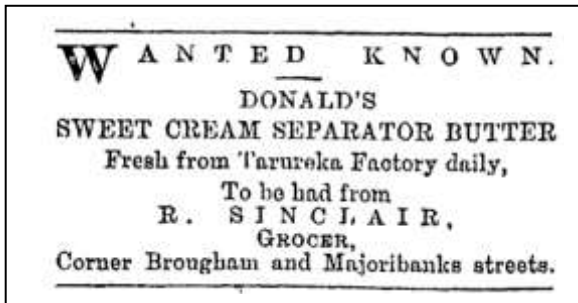 WANTED KNOWN.
DONALD'S
SWEET CREAM SEPARATOR BUTTER
Fresh from Tarureka Factory daily,
To be had from
R. SINCLAIR,
GROCER,
Corner Brougham and Majoribanks streets.